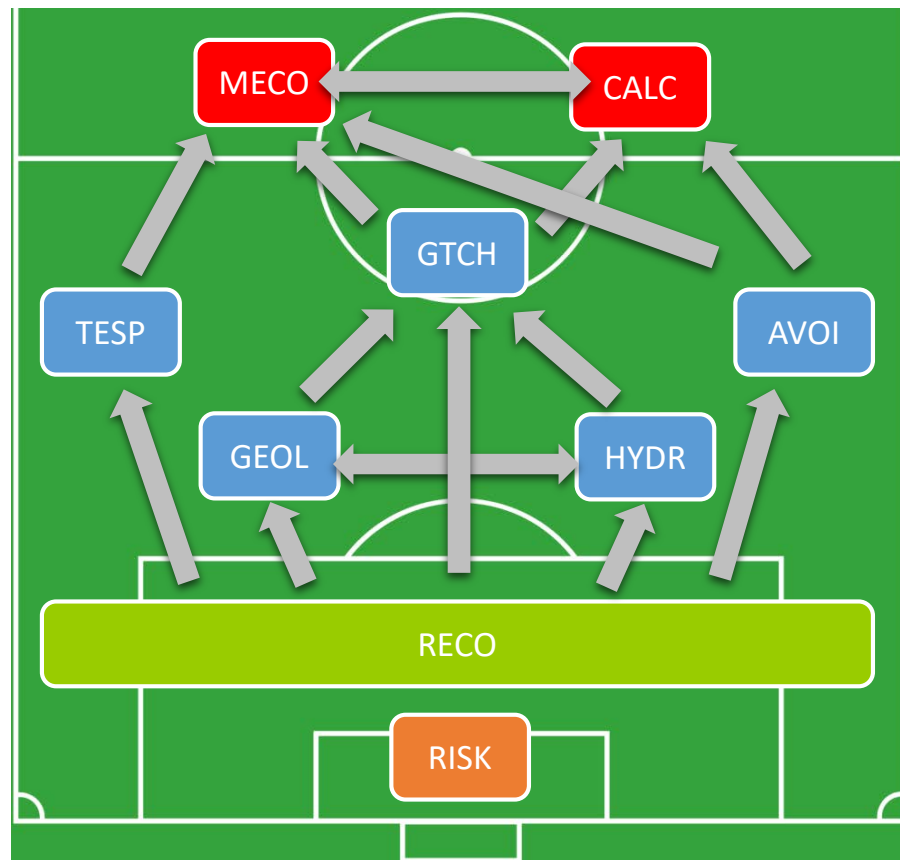 MECO
CALC
GTCH
TESP
AVOI
GEOL
HYDR
RECO
RISK